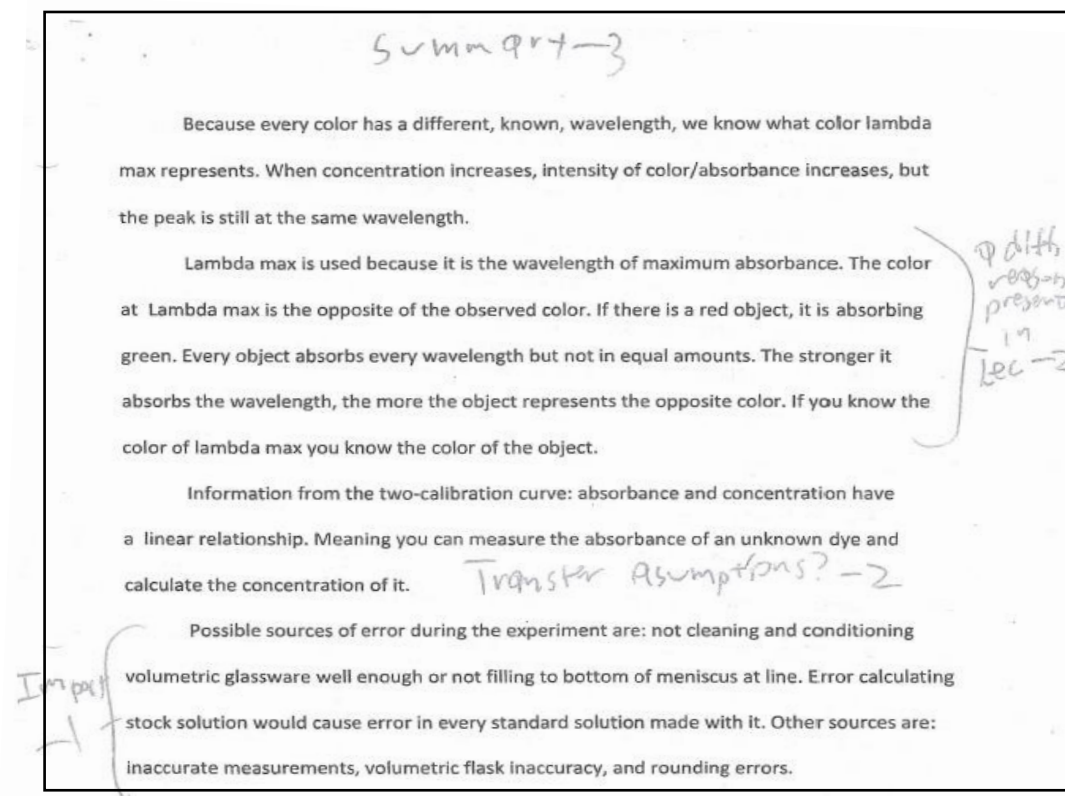 Summary -3
Because every color has a different, known, wavelength, we know what color lambda
max represents. When concentration increases, intensity of color/absorbance increases, but
the peak is still at the same wavelength.
Lambda max is used because it is the wavelength of maximum absorbance. The color
at Lambda max is the opposite of the observed color. If there is a red object, it is absorbing
green. Every object absorbs every wavelength but not in equal amounts. The stronger it
absorbs the wavelength, the more the object represents the opposite color. If you know the
color of lambda max you know the color of the object.
diff,
reason
present
in
Lec -2
Information from the two-calibration curve: absorbance and concentration have
a linear relationship. Meaning you can measure the absorbance of an unknown dye and
calculate the concentration of it.
Transfer Asumptions? -2
Possible sources of error during the experiment are: not cleaning and conditioning
volumetric glassware well enough or not filling to bottom of meniscus at line. Error calculating
stock solution would cause error in every standard solution made with it. Other sources are:
inaccurate measurements, volumetric flask inaccuracy, and rounding errors.
Impact
-1